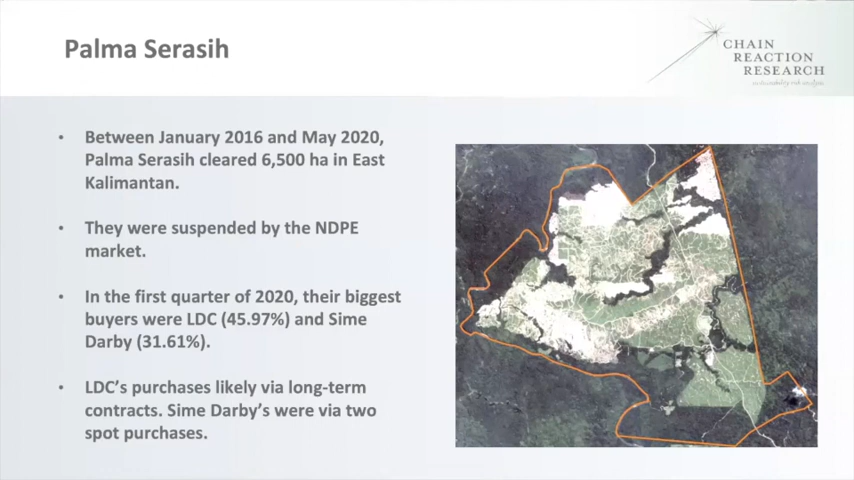 Palma Serasih
CHAIN
REACTION
RESEARCH
sustainability risk analysis
• Between January 2016 and May 2020,
Palma Serasih cleared 6,500 ha in East
Kalimantan.
• They were suspended by the NDPE
market.
• In the first quarter of 2020, their biggest
buyers were LDC (45.97%) and Sime
Darby (31.61%).
• LDC's purchases likely via long-term
contracts. Sime Darby's were via two
spot purchases.